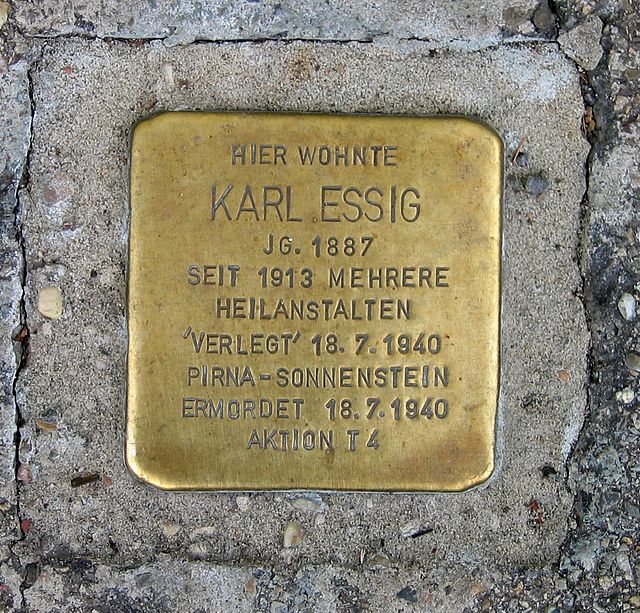 HIER WOHNTE
KARL ESSIG
JG. 1887
SEIT 1913 MEHRERE
HEILANSTALTEN
'VERLEGT' 18.7.1940
PIRNA-SONNENSTEIN
ERMORDET 18.7.1940
AKTION T4